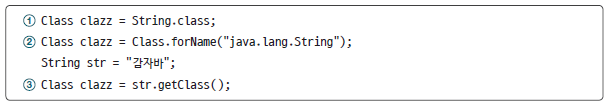 ① Class clazz = String.class;
② Class clazz = Class.forName("java.lang.String");
String str = "감자바";
③ Class clazz = str.getClass();